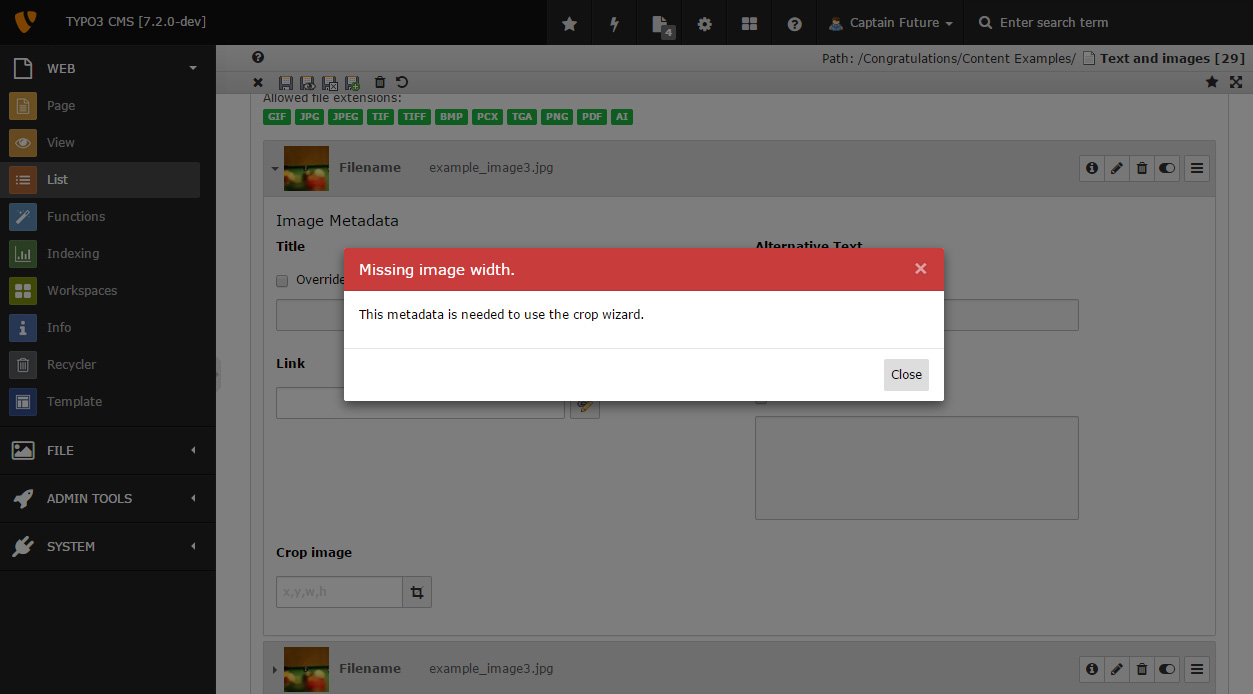 TYPO3 CMS [7.2.0-dev]
4
Captain Future
Enter search term
WEB
Page
View
List
Functions
Indexing
Workspaces
Info
Recycler
Template
FILE
ADMIN TOOLS
SYSTEM
Path: /Congratulations/Content Examples/ Text and images [29]
Allowed file extensions:
GIF JPG JPEG TIF TIFF BMP PCX TGA PNG PDF AI
Filename example_image3.jpg
Image Metadata
Title
Alternative Text
Override
Missing image width.
This metadata is needed to use the crop wizard.
Close
Link
Crop image
x,y,w,h
Filename example_image3.jpg